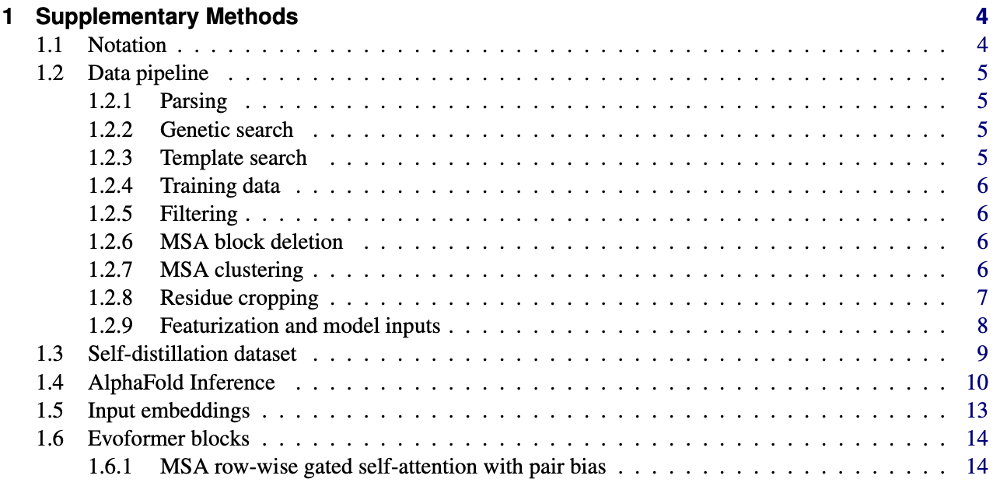 1 Supplementary Methods 4
1.1 Notation . . . . . . . . . . . . . . . . . . . . . . . . . . . . . . . . . . . . . . . . . . . . . . 4
1.2 Data pipeline . . . . . . . . . . . . . . . . . . . . . . . . . . . . . . . . . . . . . . . . . . . 5
1.2.1 Parsing . . . . . . . . . . . . . . . . . . . . . . . . . . . . . . . . . . . . . . . . . . 5
1.2.2 Genetic search . . . . . . . . . . . . . . . . . . . . . . . . . . . . . . . . . . . . . . 5
1.2.3 Template search . . . . . . . . . . . . . . . . . . . . . . . . . . . . . . . . . . . . . 5
1.2.4 Training data . . . . . . . . . . . . . . . . . . . . . . . . . . . . . . . . . . . . . . . 6
1.2.5 Filtering . . . . . . . . . . . . . . . . . . . . . . . . . . . . . . . . . . . . . . . . . . 6
1.2.6 MSA block deletion . . . . . . . . . . . . . . . . . . . . . . . . . . . . . . . . . . . 6
1.2.7 MSA clustering . . . . . . . . . . . . . . . . . . . . . . . . . . . . . . . . . . . . . . 6
1.2.8 Residue cropping . . . . . . . . . . . . . . . . . . . . . . . . . . . . . . . . . . . . . 7
1.2.9 Featurization and model inputs . . . . . . . . . . . . . . . . . . . . . . . . . . . . . . 8
1.3 Self-distillation dataset . . . . . . . . . . . . . . . . . . . . . . . . . . . . . . . . . . . . . . 9
1.4 AlphaFold Inference . . . . . . . . . . . . . . . . . . . . . . . . . . . . . . . . . . . . . . . 10
1.5 Input embeddings . . . . . . . . . . . . . . . . . . . . . . . . . . . . . . . . . . . . . . . . . 13
1.6 Evoformer blocks . . . . . . . . . . . . . . . . . . . . . . . . . . . . . . . . . . . . . . . . . 14
1.6.1 MSA row-wise gated self-attention with pair bias . . . . . . . . . . . . . . . . . . . . 14